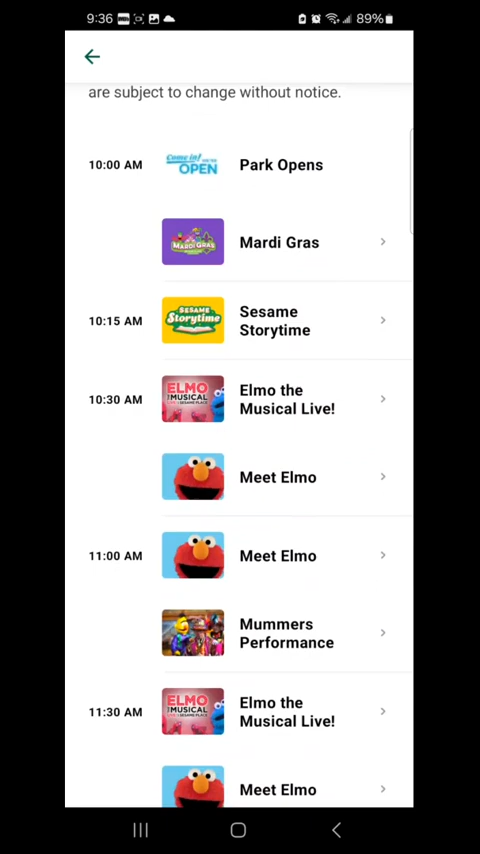 9:36
89%
are subject to change without notice.
10:00 AM
Come in!
OPEN
Park Opens
MARDI GRAS
Mardi Gras
10:15 AM
SESAME
Storytime
Sesame
Storytime
10:30 AM
ELMO
THE MUSICAL
Elmo the
Musical Live!
Meet Elmo
11:00 AM
Meet Elmo
Mummers
Performance
11:30 AM
ELMO
THE MUSICAL
Elmo the
Musical Live!
Meet Elmo